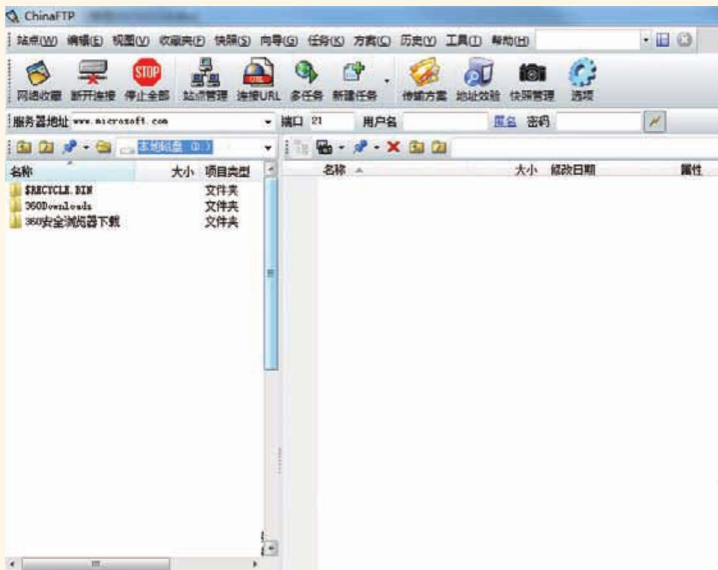 ChinaFTP
站点(W) 编辑(E) 视图(V) 收藏夹(F) 快照(S) 向导(G) 任务(K) 方案(C) 历史(Y) 工具(T) 帮助(H)
网络收藏 断开连接 停止全部 站点管理 连接URL 多任务 新建任务 传输方案 地址效验 快照管理 选项
STOP
URL
服务器地址 www.microsoft.com 端口 21 用户名 匿名 密码
本地磁盘 (D:)
名称 大小 项目类型 名称 大小 修改日期 属性
$RECYCLE.BIN 文件夹
360Downloads 文件夹
360安全浏览器下载 文件夹